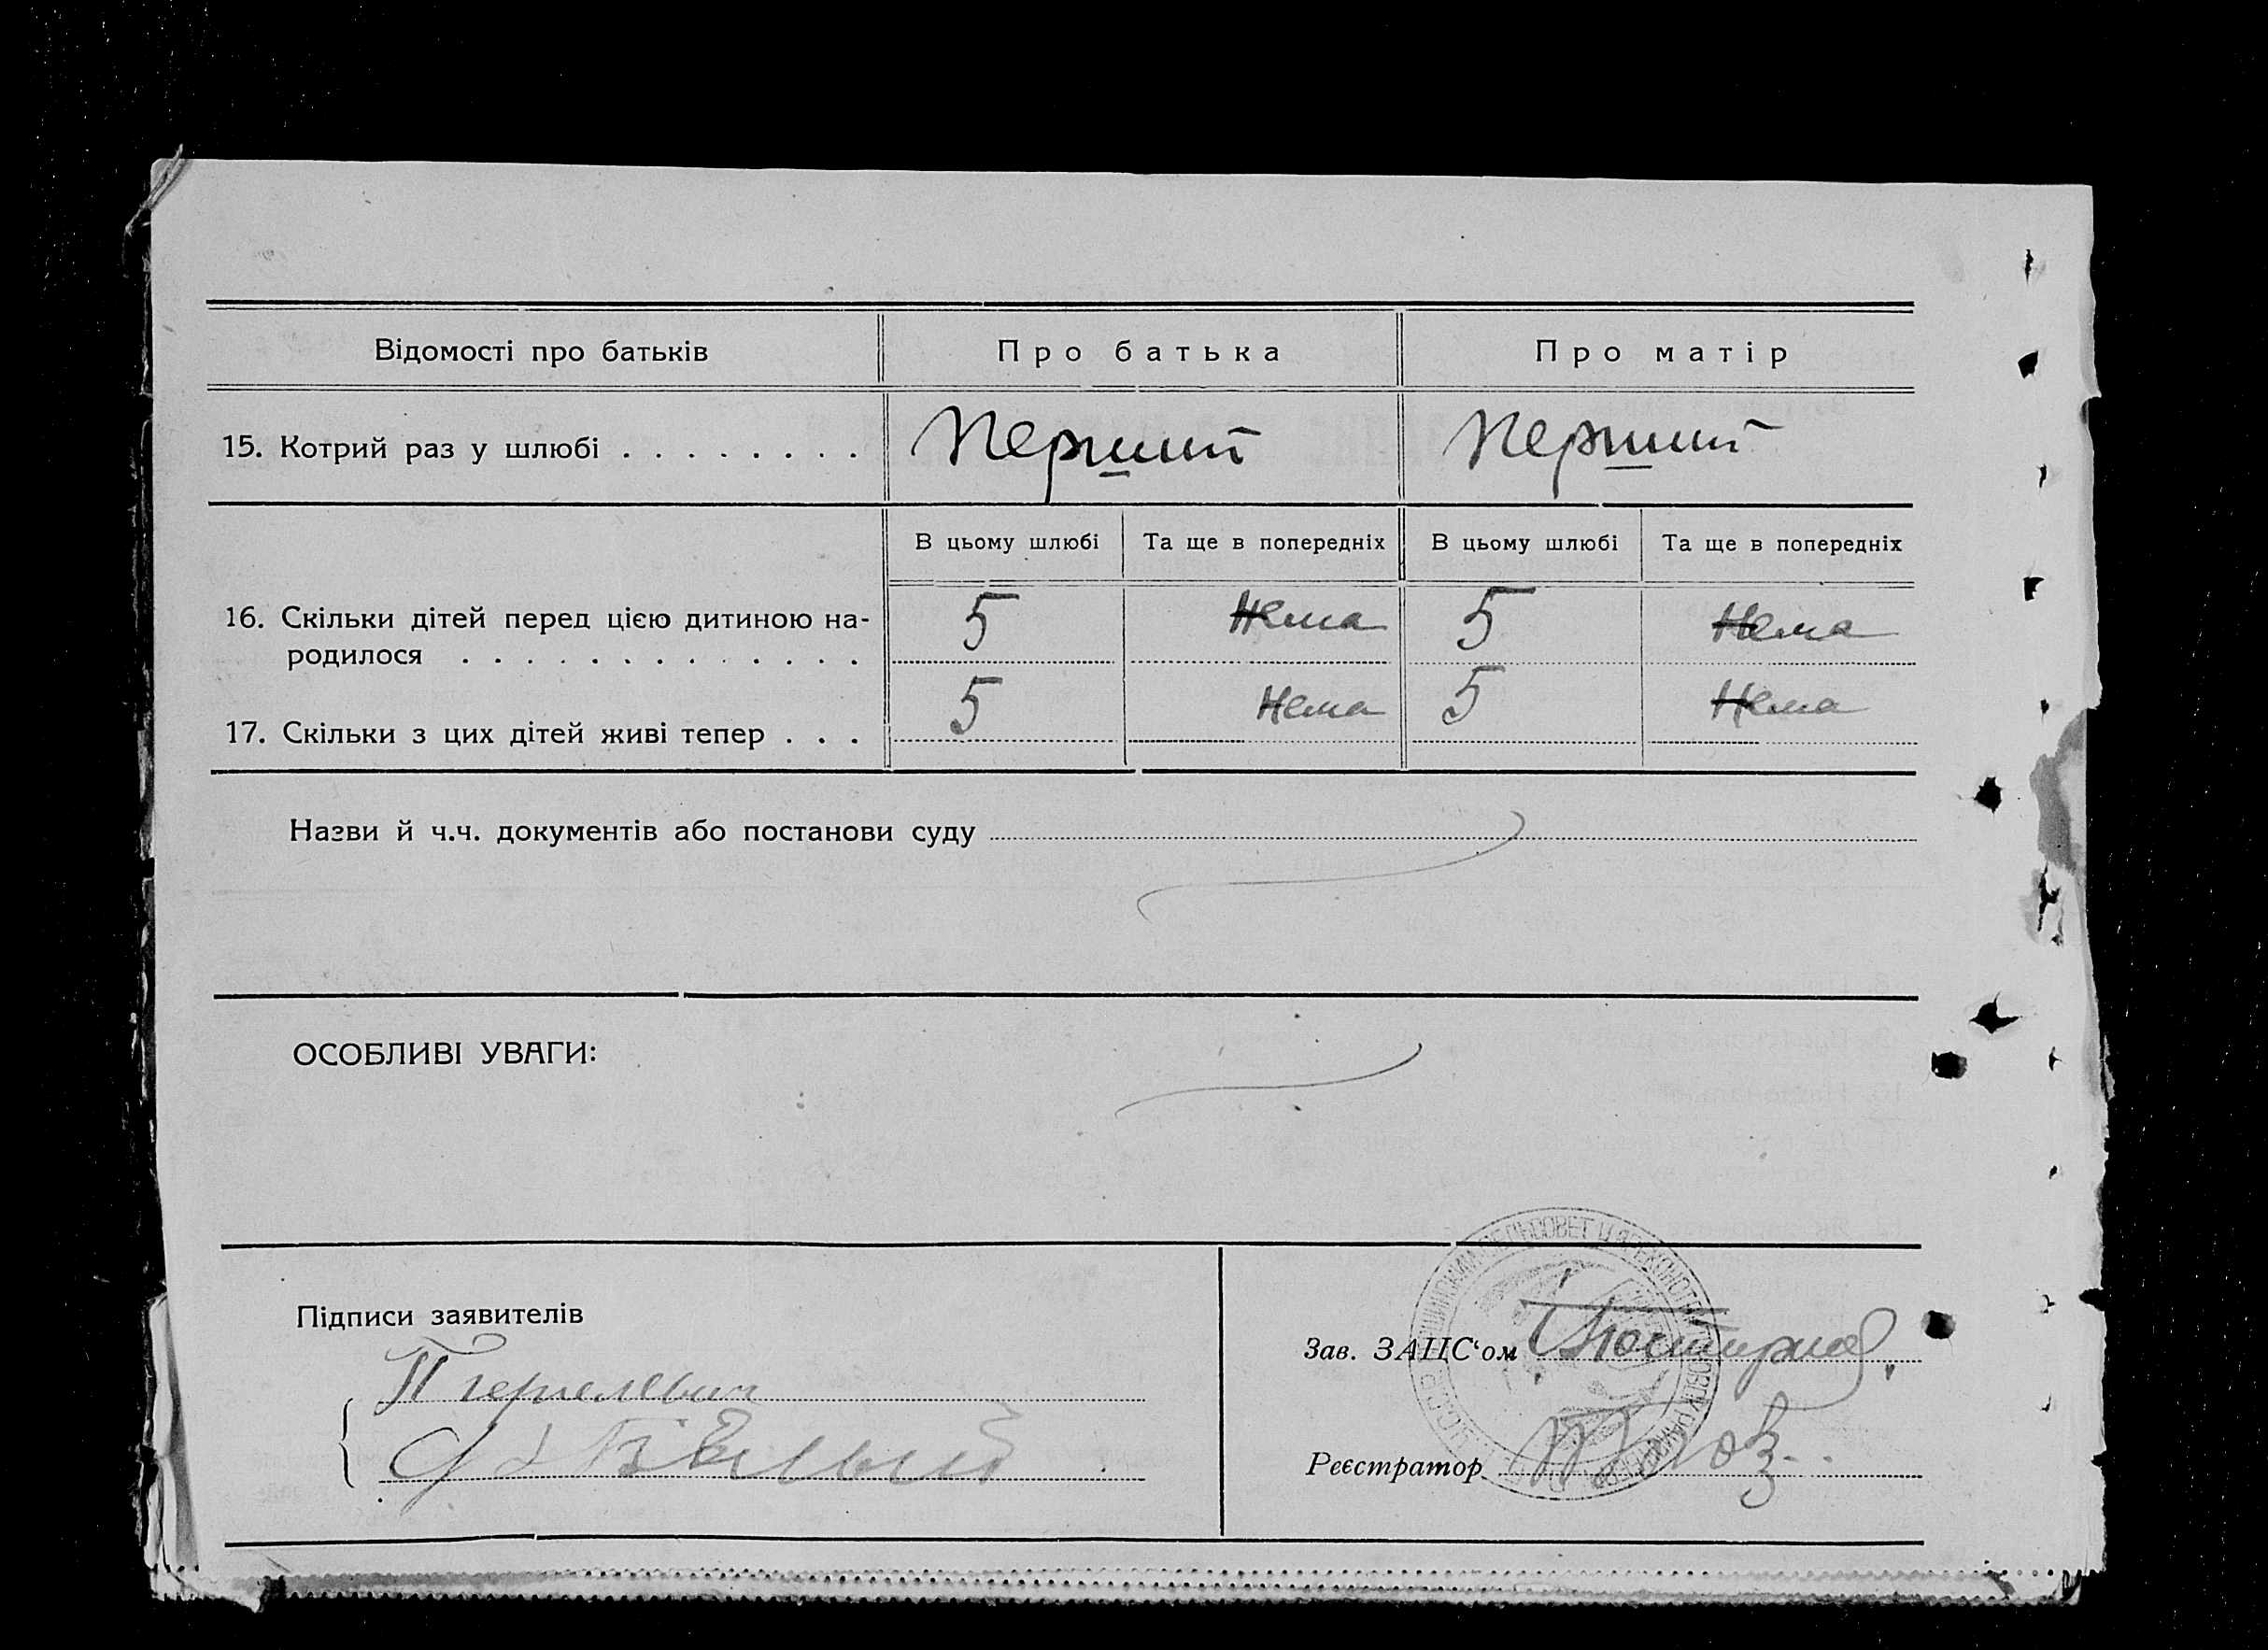 Відомості про батьків Про батька Про матір
15. Котрий раз у шлюбі . . . . . . . . Перший Перший
В цьому шлюбі Та ще в попередніх В цьому шлюбі Та ще в попередніх
16. Скільки дітей перед цією дитиною на- 5 Нема 5 Нема
родилося . . . . . . . . . . . . .
17. Скільки з цих дітей живі тепер . . . 5 Нема 5 Нема
Назви й ч.ч. документів або постанови суду
ОСОБЛИВІ УВАГИ:
Підписи заявителів
Зав. ЗАЦС‘ом
Реєстратор